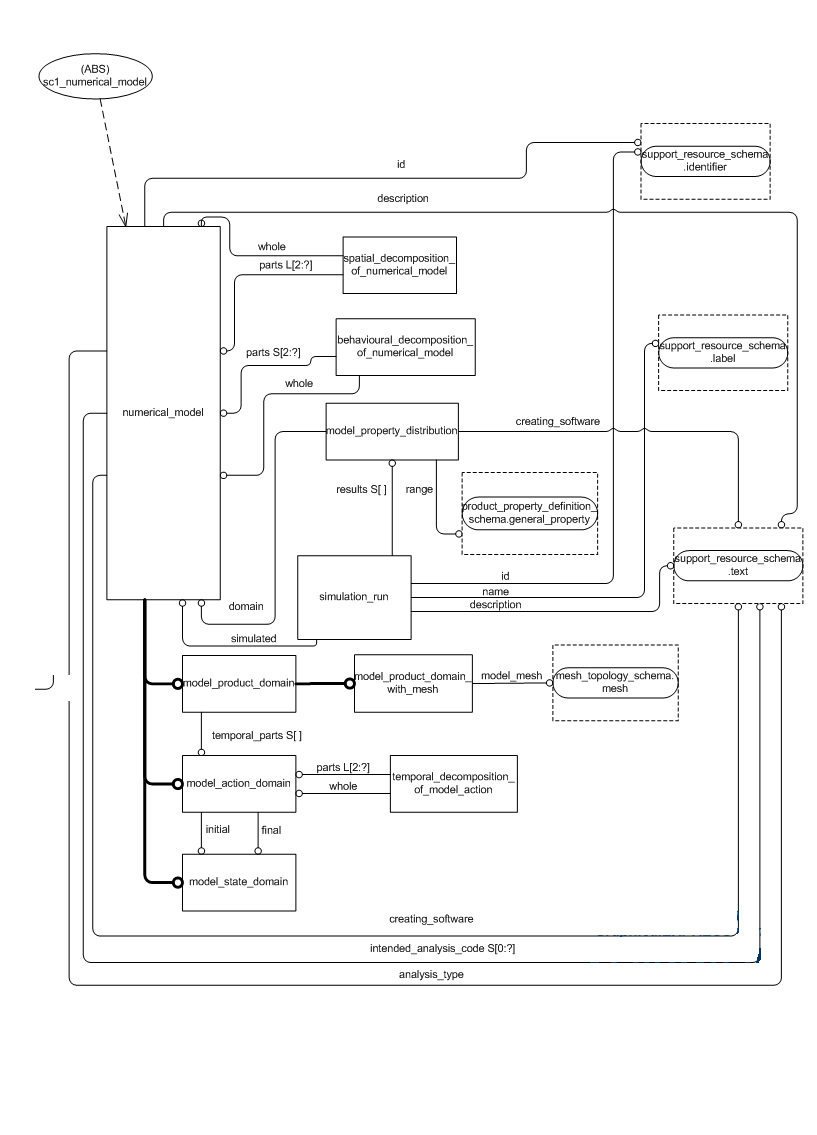 (ABS)
sc1_numerical_model
id
support_resource_schema
.identifier
description
whole
parts L[2:?]
spatial_decomposition_
of_numerical_model
parts S[2:?]
behavioural_decomposition_
of_numerical_model
support_resource_schema
.label
whole
numerical_model
model_property_distribution
creating_software
results S[ ]
range
product_property_definition_
schema.general_property
support_resource_schema
.text
simulation_run
id
name
description
domain
simulated
model_product_domain
model_product_domain_
with_mesh
model_mesh
mesh_topology_schema.
mesh
temporal_parts S[ ]
model_action_domain
parts L[2:?]
whole
temporal_decomposition_
of_model_action
initial
final
model_state_domain
creating_software
intended_analysis_code S[0:?]
analysis_type